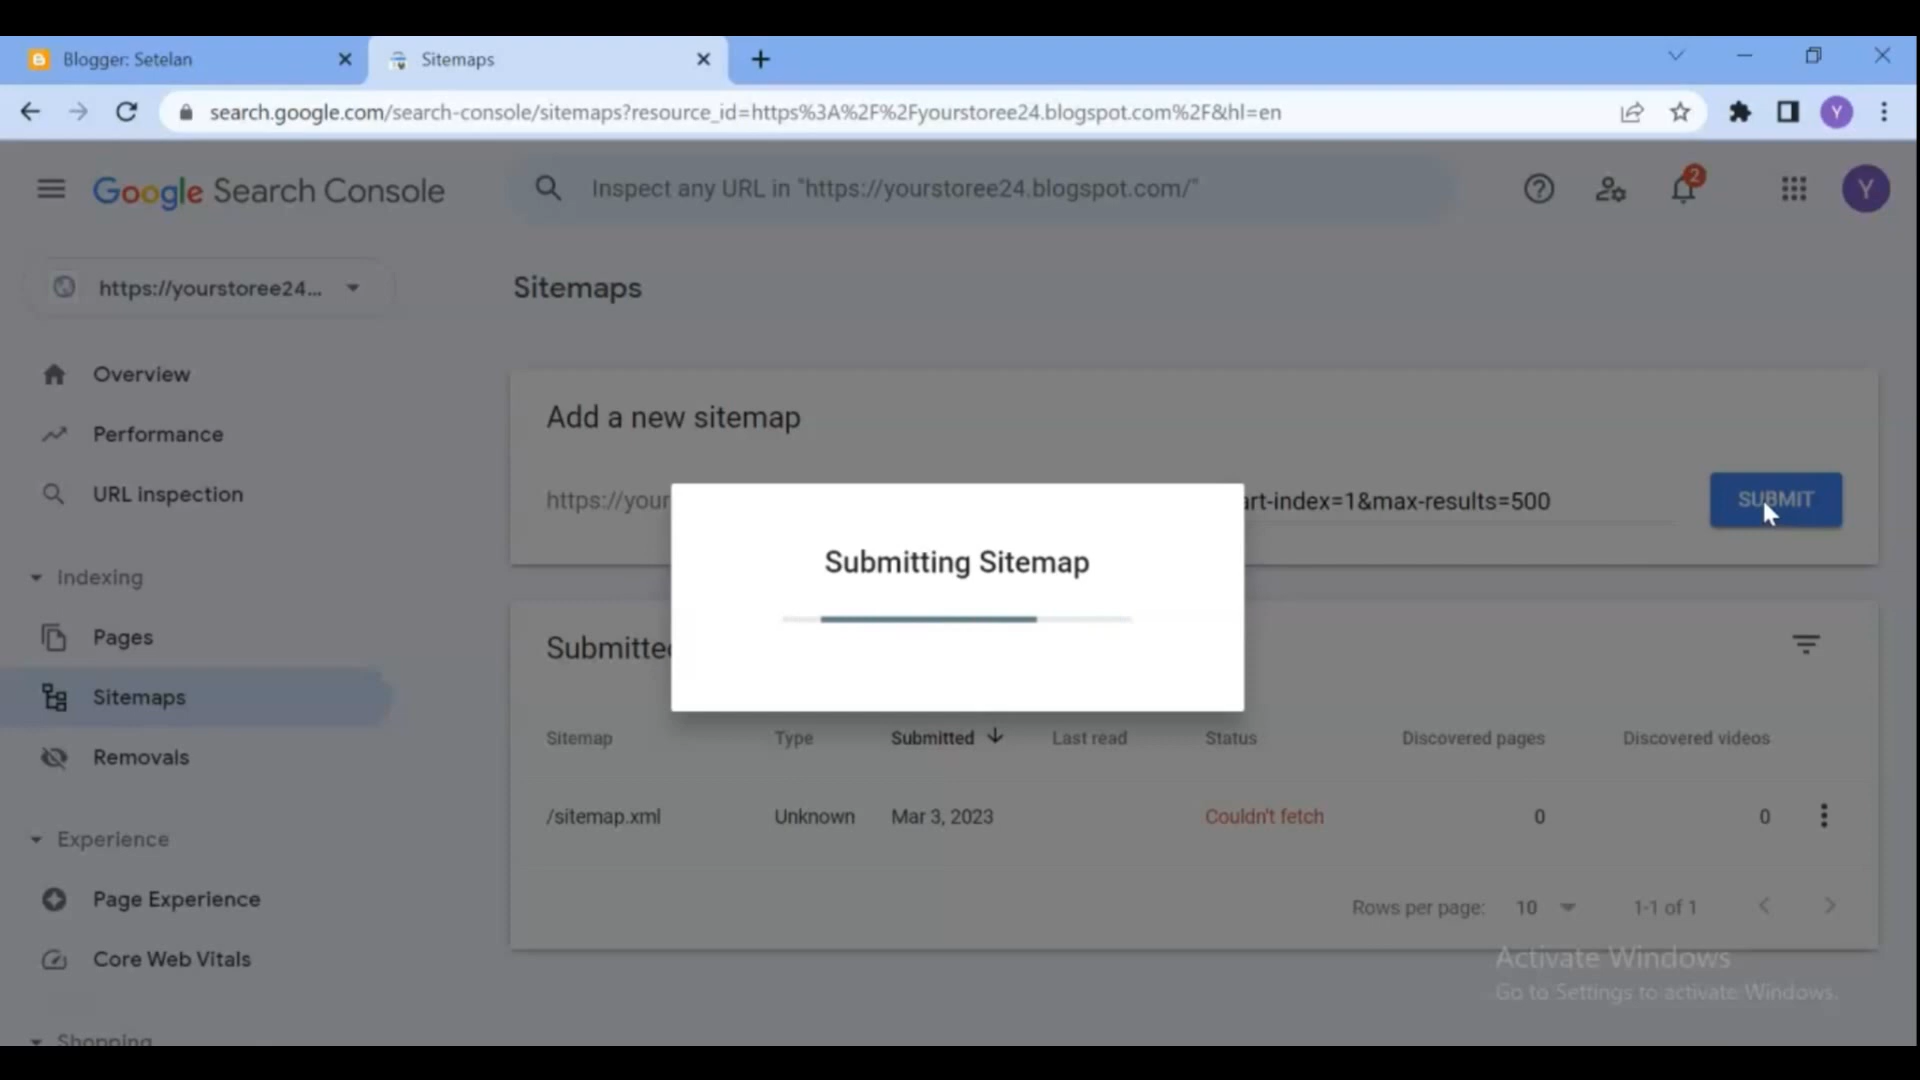 Blogger: Setelan
Sitemaps
search.google.com/search-console/sitemaps?resource_id=https%3A%2F%2Fyourstoree24.blogspot.com%2F&hl=en
Y
Google Search Console
Inspect any URL in "https://yourstoree24.blogspot.com/"
2
Y
https://yourstoree24...
Sitemaps
Overview
Performance
URL inspection
Indexing
Pages
Sitemaps
Removals
Experience
Page Experience
Core Web Vitals
Shopping
Add a new sitemap
https://your
art-index=1&max-results=500
SUBMIT
Submitting Sitemap
Submitted
Sitemap Type Submitted Last read Status Discovered pages Discovered videos
/sitemap.xml Unknown Mar 3, 2023 Couldn't fetch 0 0
Rows per page: 10 1-1 of 1
Activate Windows
Go to Settings to activate Windows.